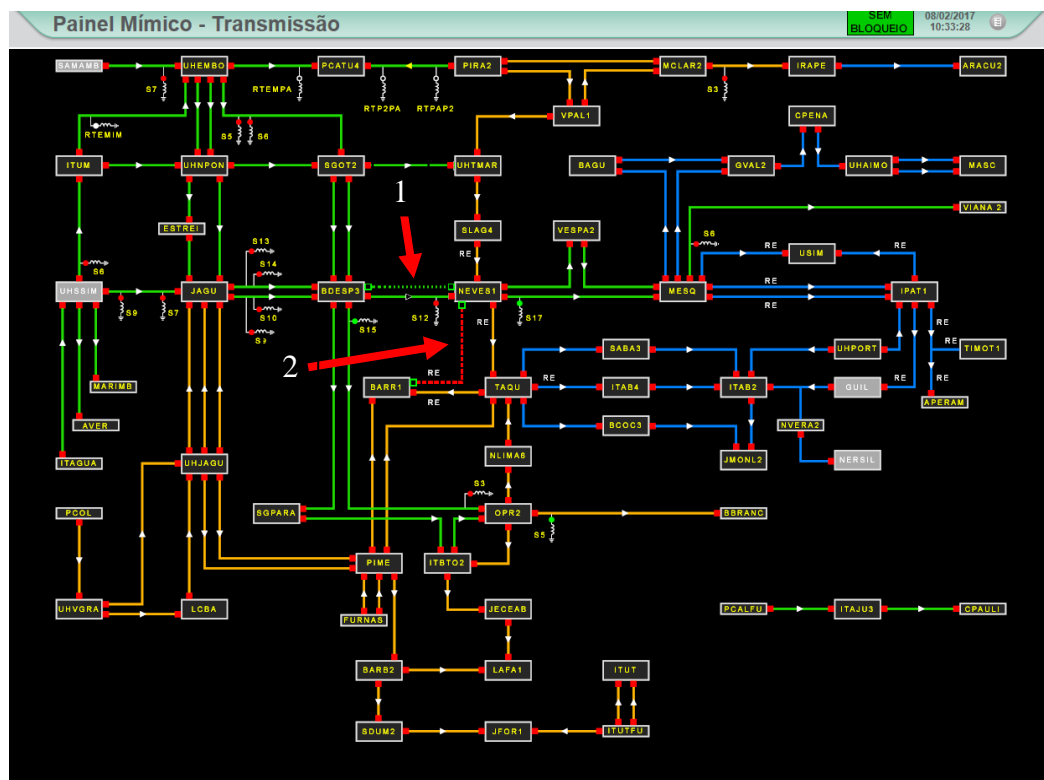 Painel Mímico - Transmissão
SEM
BLOQUEIO
08/02/2017
10:33:28
SAMAMB
UHEMBO
PCATU4
PIRA2
MCLAR2
IRAPE
ARACU2
S7
RTEMPA
RTP2PA
RTPAP2
S3
VPAL1
CPENA
RTEMIM
S5
S6
ITUM
UHNPON
SGOT2
UHTMAR
BAGU
GVAL2
UHAIMO
MASC
1
VIANA 2
ESTREI
SLAG4
VESPA2
S13
S6
RE
USIM
RE
RE
S14
S6
UHSSIM
JAGU
BDESP3
NEVES1
MESQ
RE
RE
IPAT1
S9
S7
S10
S9
S12
S15
RE
S17
2
SABA3
UHPORT
RE
TIMOT1
RE
BARR1
RE
TAQU
RE
ITAB4
ITAB2
GUIL
RE
RE
APERAM
MARIMB
AVER
BCOC3
NVERA2
ITAGUA
UHJAGU
NLIMA6
JMONL2
NERSIL
S3
PCOL
SGPARA
OPR2
BBRANC
S5
PIME
ITBTO2
UHVGRA
LCBA
FURNAS
JECEAB
PCALFU
ITAJU3
CPAULI
BARB2
LAFA1
ITUT
SDUM2
JFOR1
ITUTFU